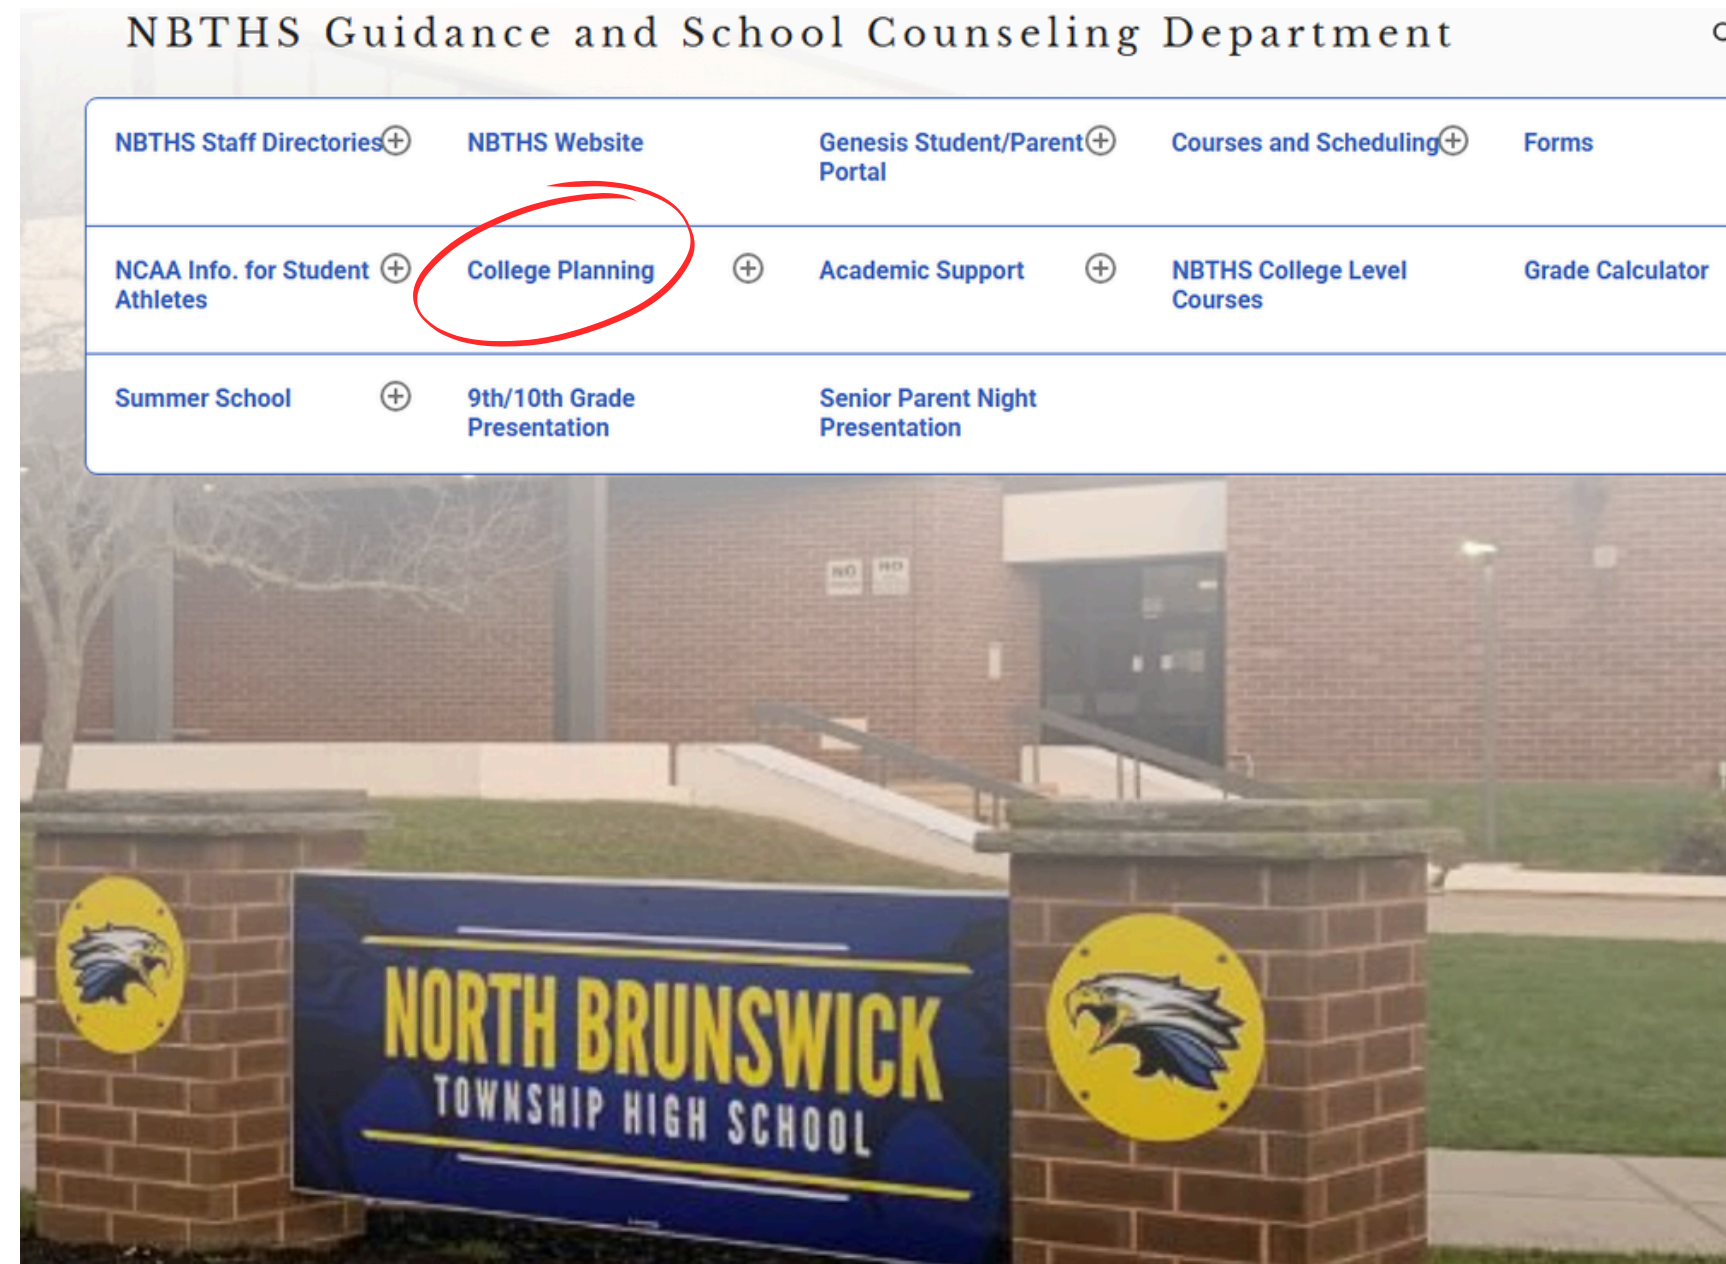 NBTHS Guidance and School Counseling Department
NBTHS Staff Directories
NBTHS Website
Genesis Student/Parent
Portal
Courses and Scheduling
Forms
NCAA Info. for Student
Athletes
College Planning
Academic Support
NBTHS College Level
Courses
Grade Calculator
Summer School
9th/10th Grade
Presentation
Senior Parent Night
Presentation
NO
NO
NORTH BRUNSWICK
TOWNSHIP HIGH SCHOOL